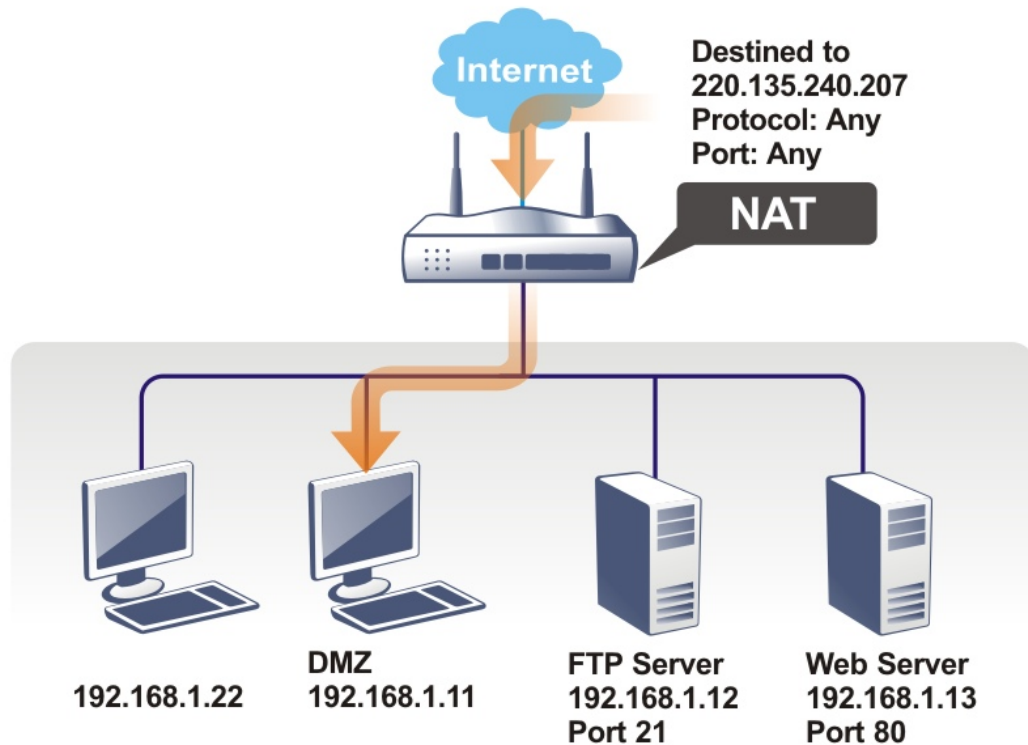 Internet
Destined to
220.135.240.207
Protocol: Any
Port: Any
NAT
192.168.1.22
DMZ
192.168.1.11
FTP Server
192.168.1.12
Port 21
Web Server
192.168.1.13
Port 80